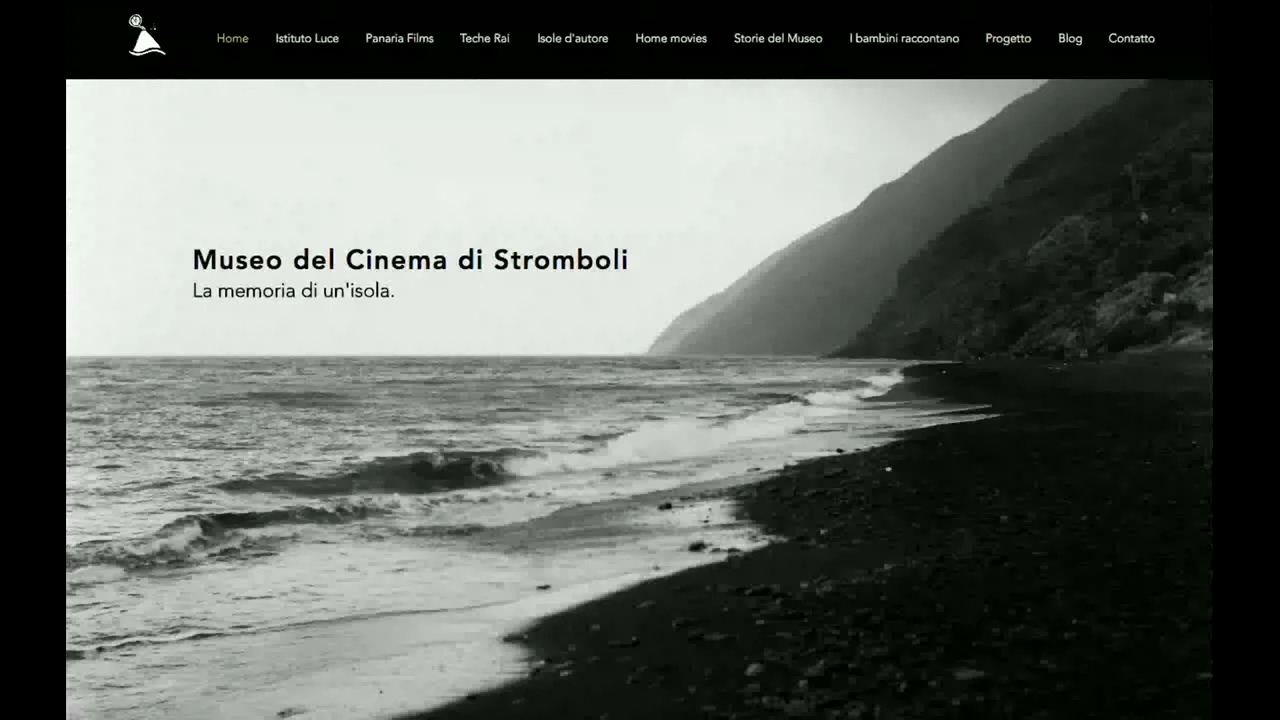 Home Istituto Luce Panaria Films Teche Rai Isole d'autore Home movies Storie del Museo I bambini raccontano Progetto Blog Contatto
Museo del Cinema di Stromboli
La memoria di un'isola.